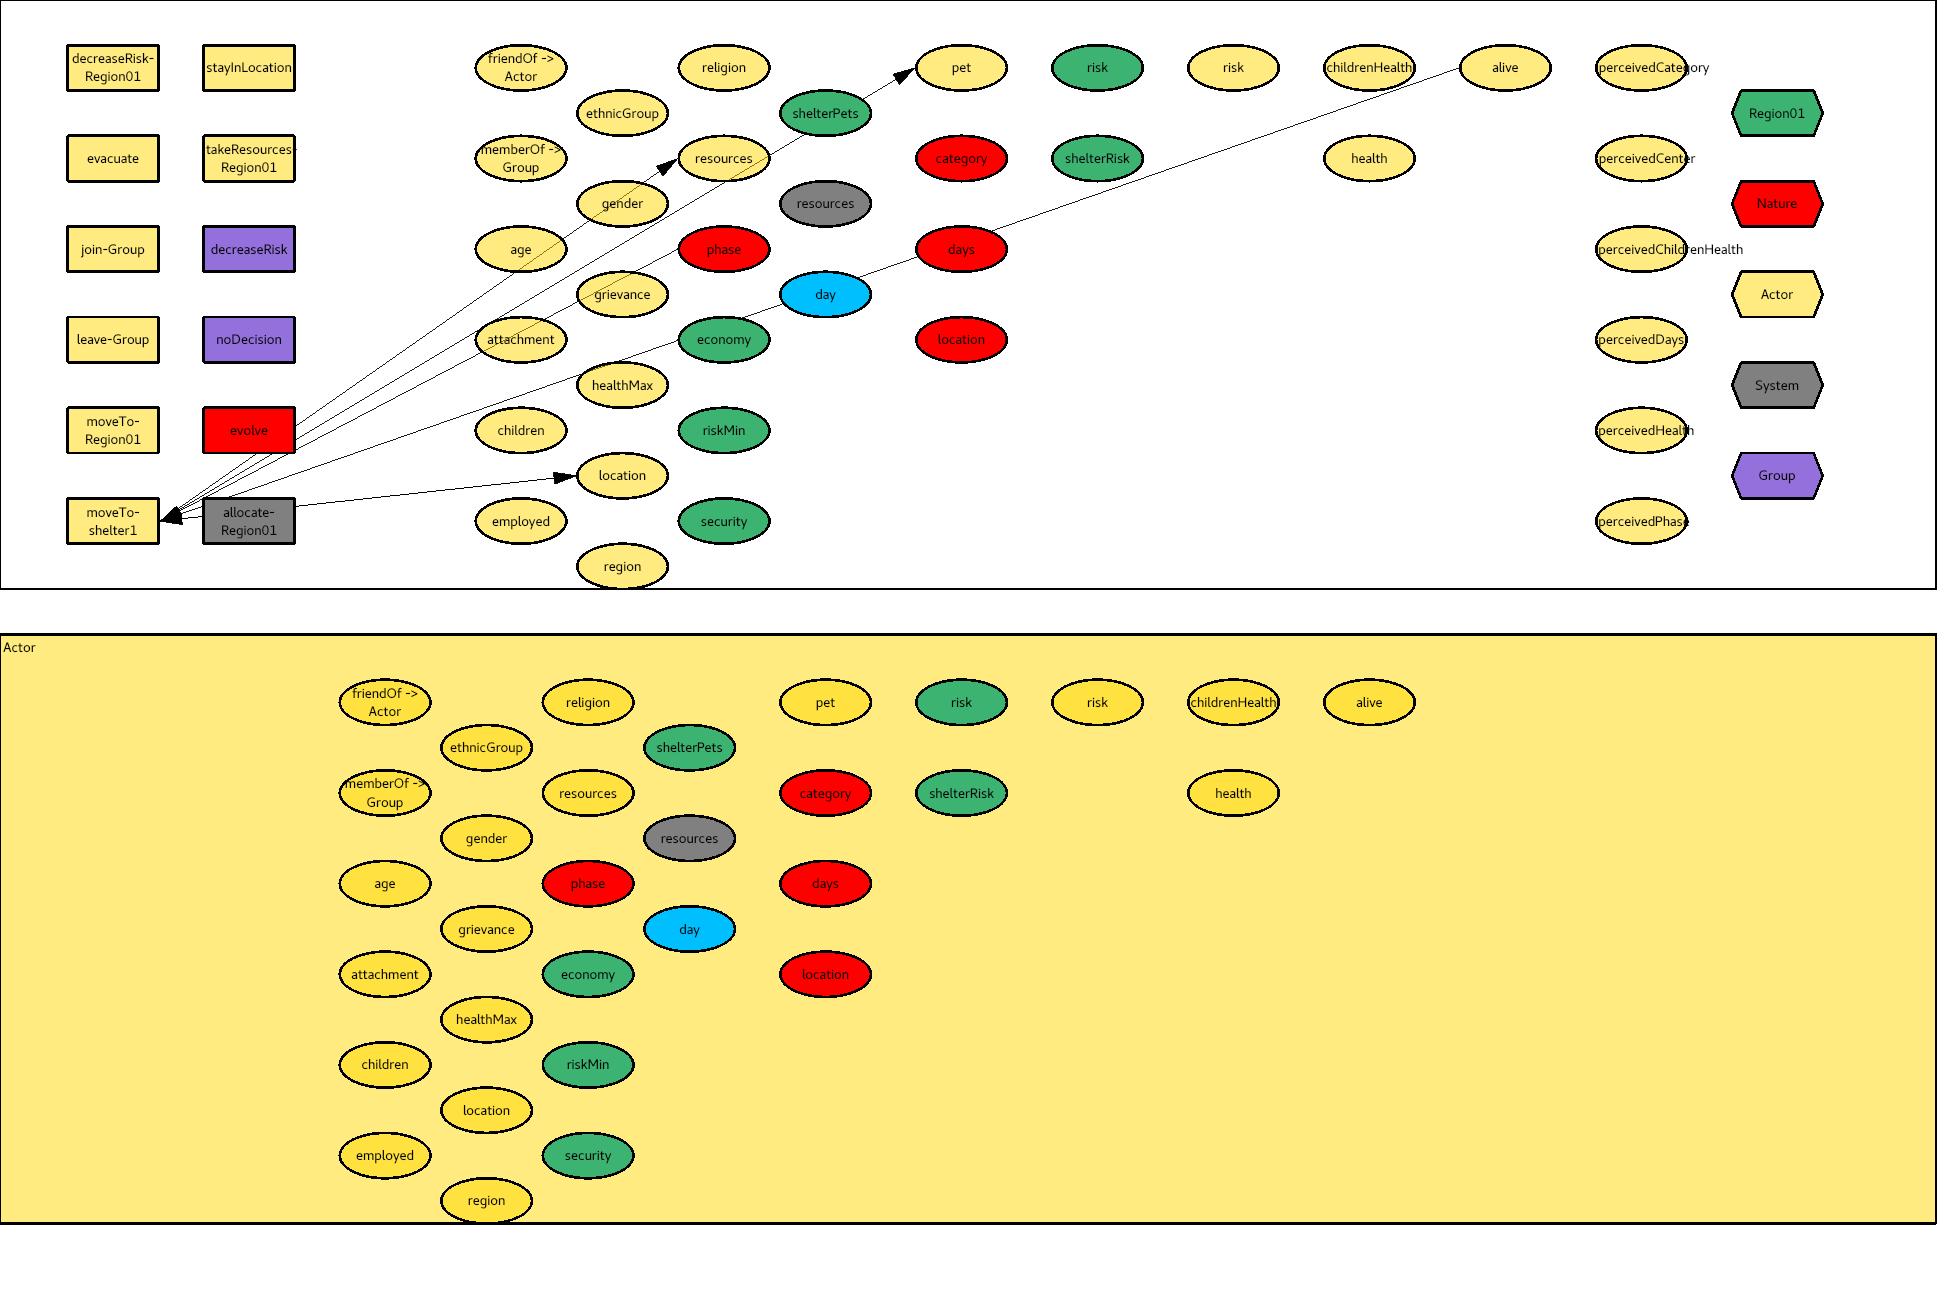 decreaseRisk-
Region01
stayInLocation
friendOf ->
Actor
religion
pet
risk
risk
childrenHealth
alive
perceivedCategory
ethnicGroup
shelterPets
Region01
evacuate
takeResources-
Region01
memberOf ->
Group
resources
category
shelterRisk
health
perceivedCenter
gender
resources
Nature
join-Group
decreaseRisk
age
phase
days
perceivedChildrenHealth
grievance
day
Actor
leave-Group
noDecision
attachment
economy
location
perceivedDays
healthMax
System
moveTo-
Region01
evolve
children
riskMin
perceivedHealth
location
Group
moveTo-
shelter1
allocate-
Region01
employed
security
perceivedPhase
region
Actor
friendOf ->
Actor
religion
pet
risk
risk
childrenHealth
alive
ethnicGroup
shelterPets
memberOf ->
Group
resources
category
shelterRisk
health
gender
resources
age
phase
days
grievance
day
attachment
economy
location
healthMax
children
riskMin
location
employed
security
region